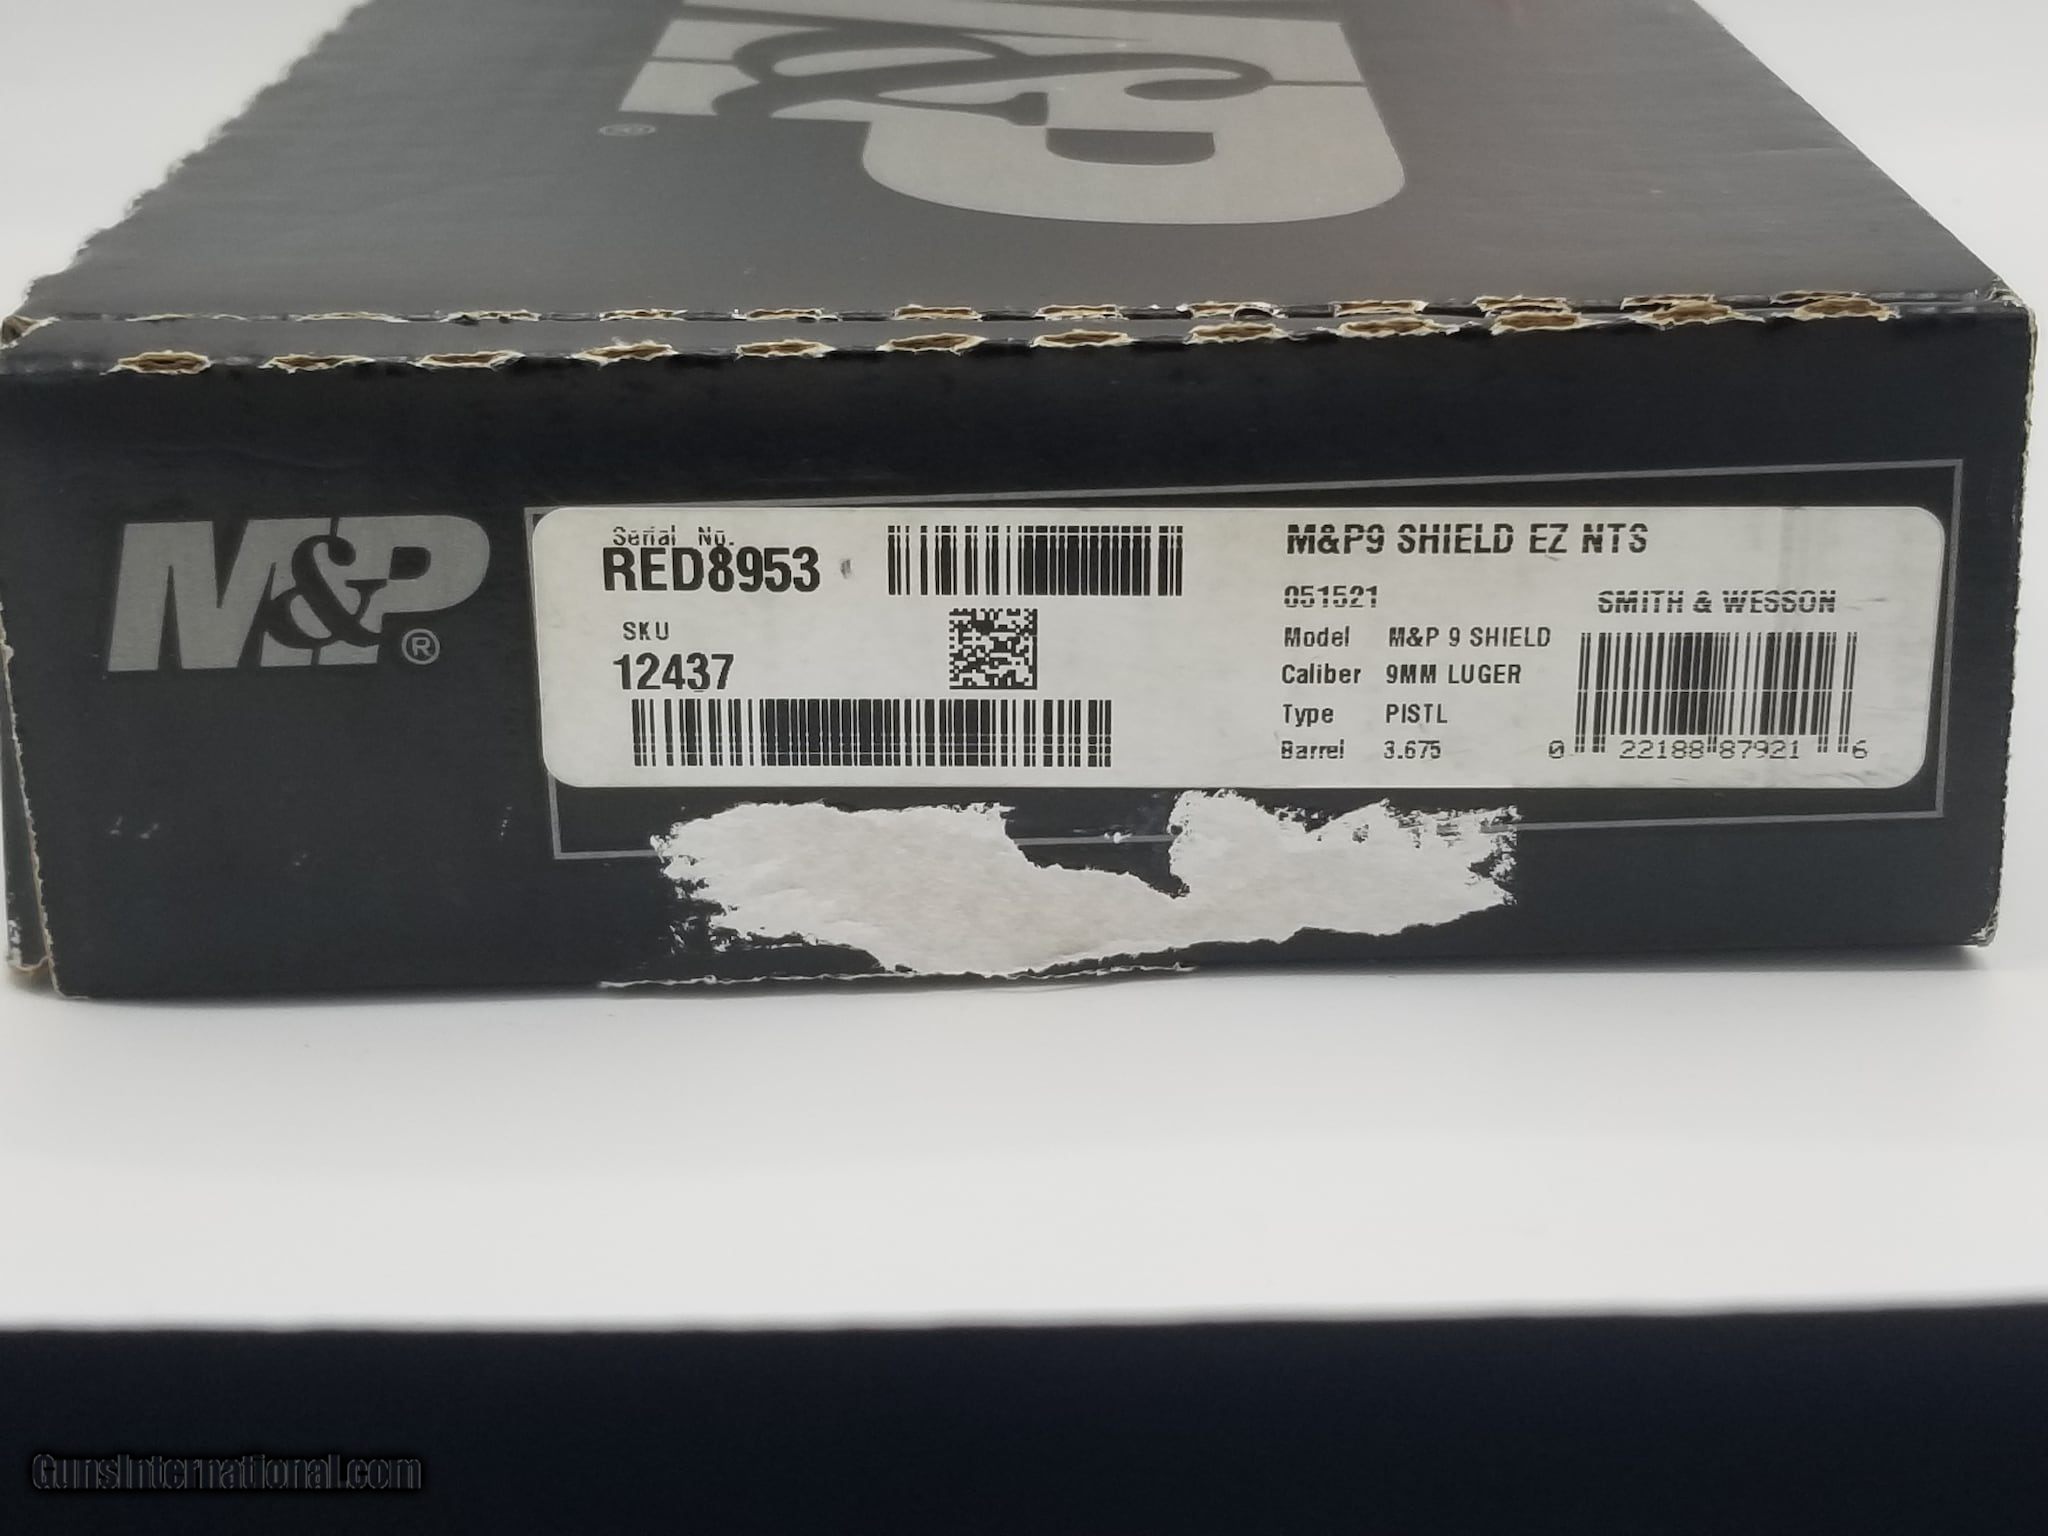 M&P
®
M&P®
Serial No.
RED8953
SKU
12437
M&P9 SHIELD EZ NTS
051521
SMITH & WESSON
Model M&P 9 SHIELD
Caliber 9MM LUGER
Type PISTL
Barrel 3.675
0 22188 87921 6
GunsInternational.com